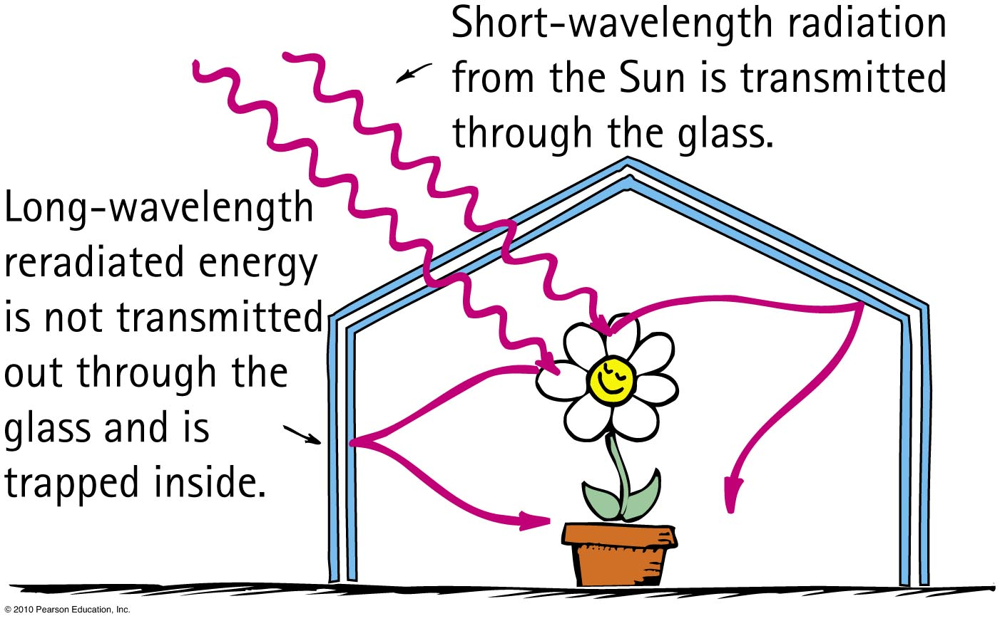 Short-wavelength radiation
from the Sun is transmitted
through the glass.
Long-wavelength
reradiated energy
is not transmitted
out through the
glass and is
trapped inside.
© 2010 Pearson Education, Inc.